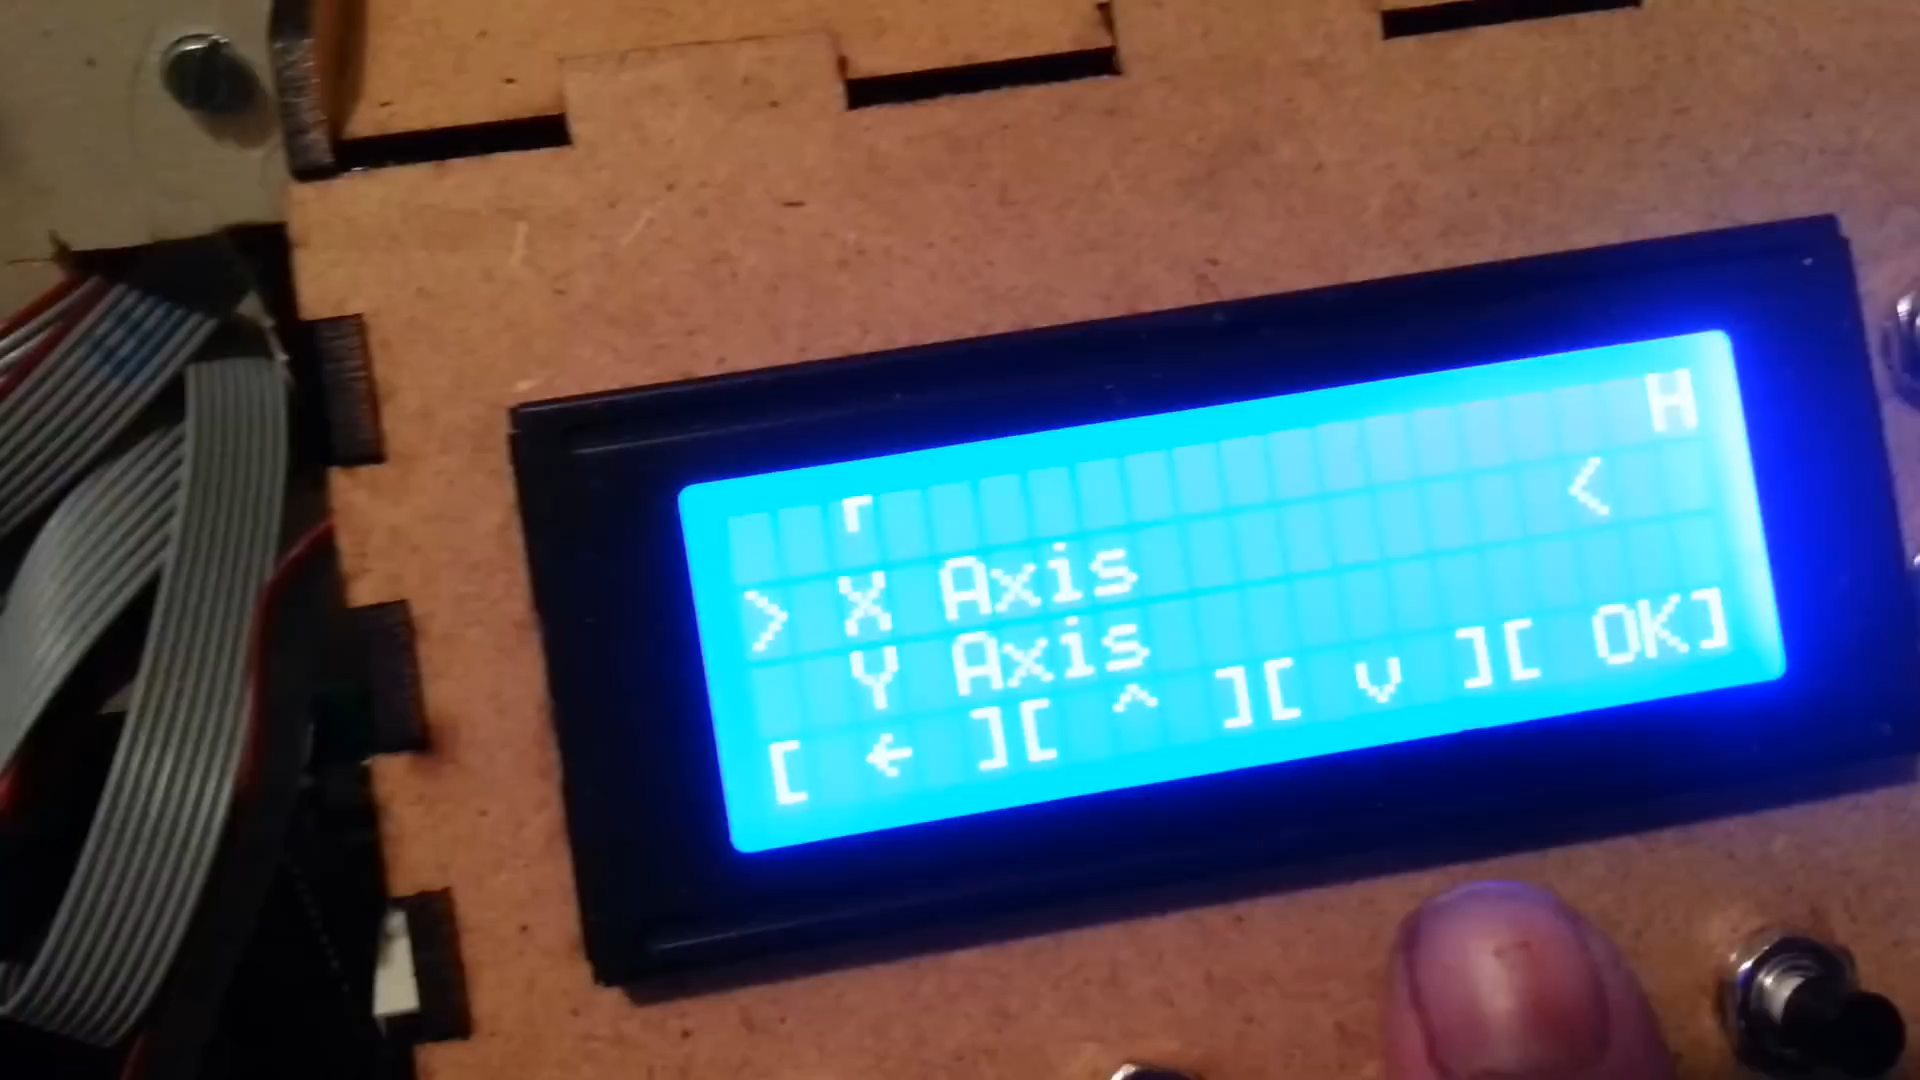 ┌ H
> X Axis <
Y Axis
[ ← ][ ^ ][ v ][ OK]